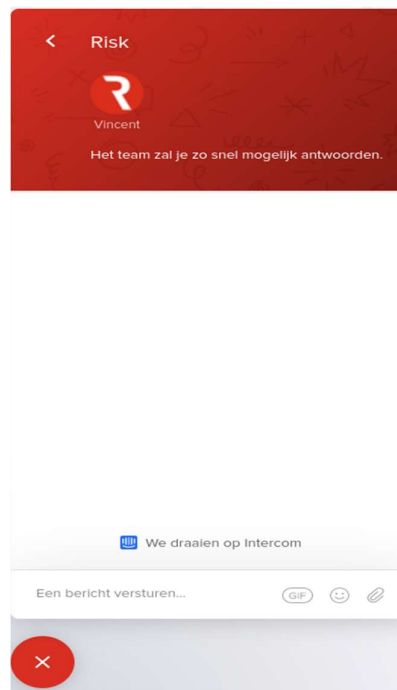 Risk
Vincent
Het team zal je zo snel mogelijk antwoorden.
We draaien op Intercom
Een bericht versturen...
GIF